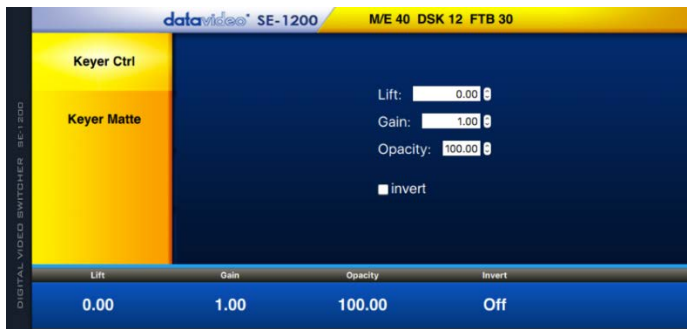 datavideo® SE-1200
M/E 40 DSK 12 FTB 30
Keyer Ctrl
Keyer Matte
Lift: 0.00
Gain: 1.00
Opacity: 100.00
invert
Lift Gain Opacity Invert
0.00 1.00 100.00 Off
DIGITAL VIDEO SWITCHER SE-1200